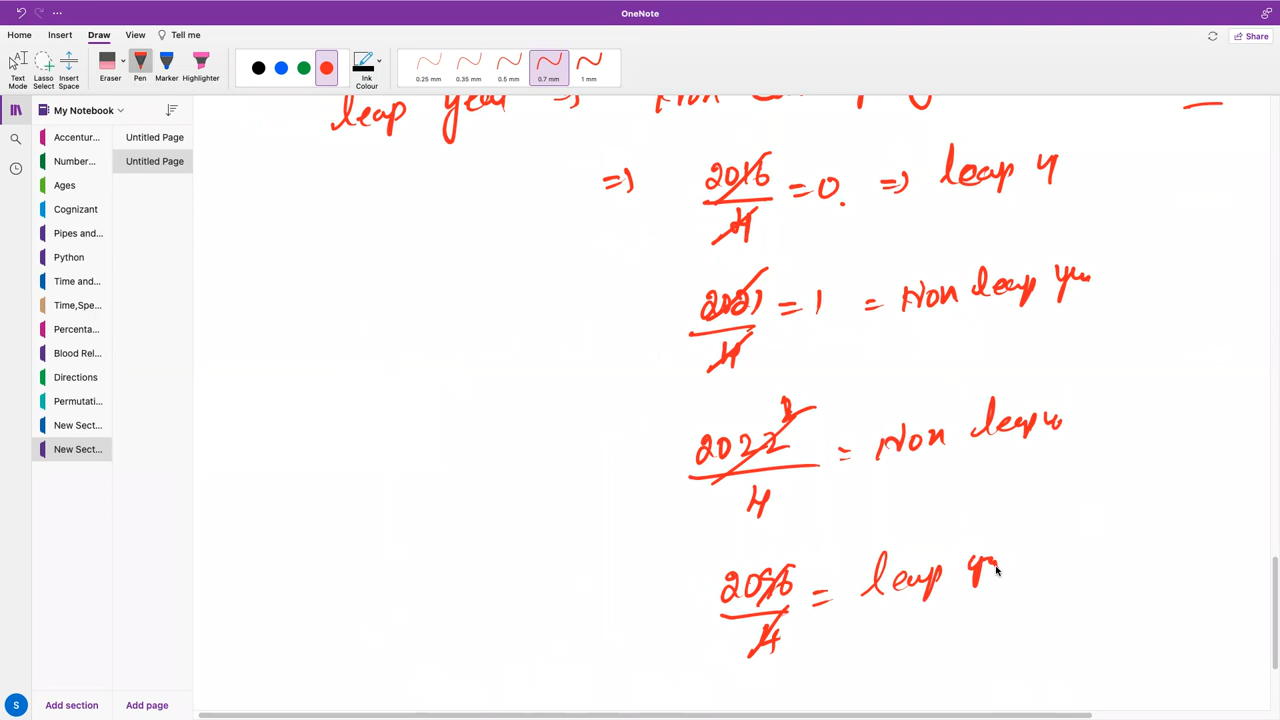 OneNote
Home Insert Draw View Tell me
Share
Text Mode
Lasso Select
Insert Space
Eraser
Pen
Marker
Highlighter
Ink Colour
0.25 mm
0.35 mm
0.5 mm
0.7 mm
1 mm
My Notebook
Accentur...
Number...
Ages
Cognizant
Pipes and...
Python
Time and...
Time,Spe...
Percenta...
Blood Rel...
Directions
Permutati...
New Sect...
New Sect...
Untitled Page
Untitled Page
leap year => Non
=> 2016/4 = 0. => leap y
2021/4 = 1 = Non leap
2022/4 = Non leap
= leap
S
Add section
Add page